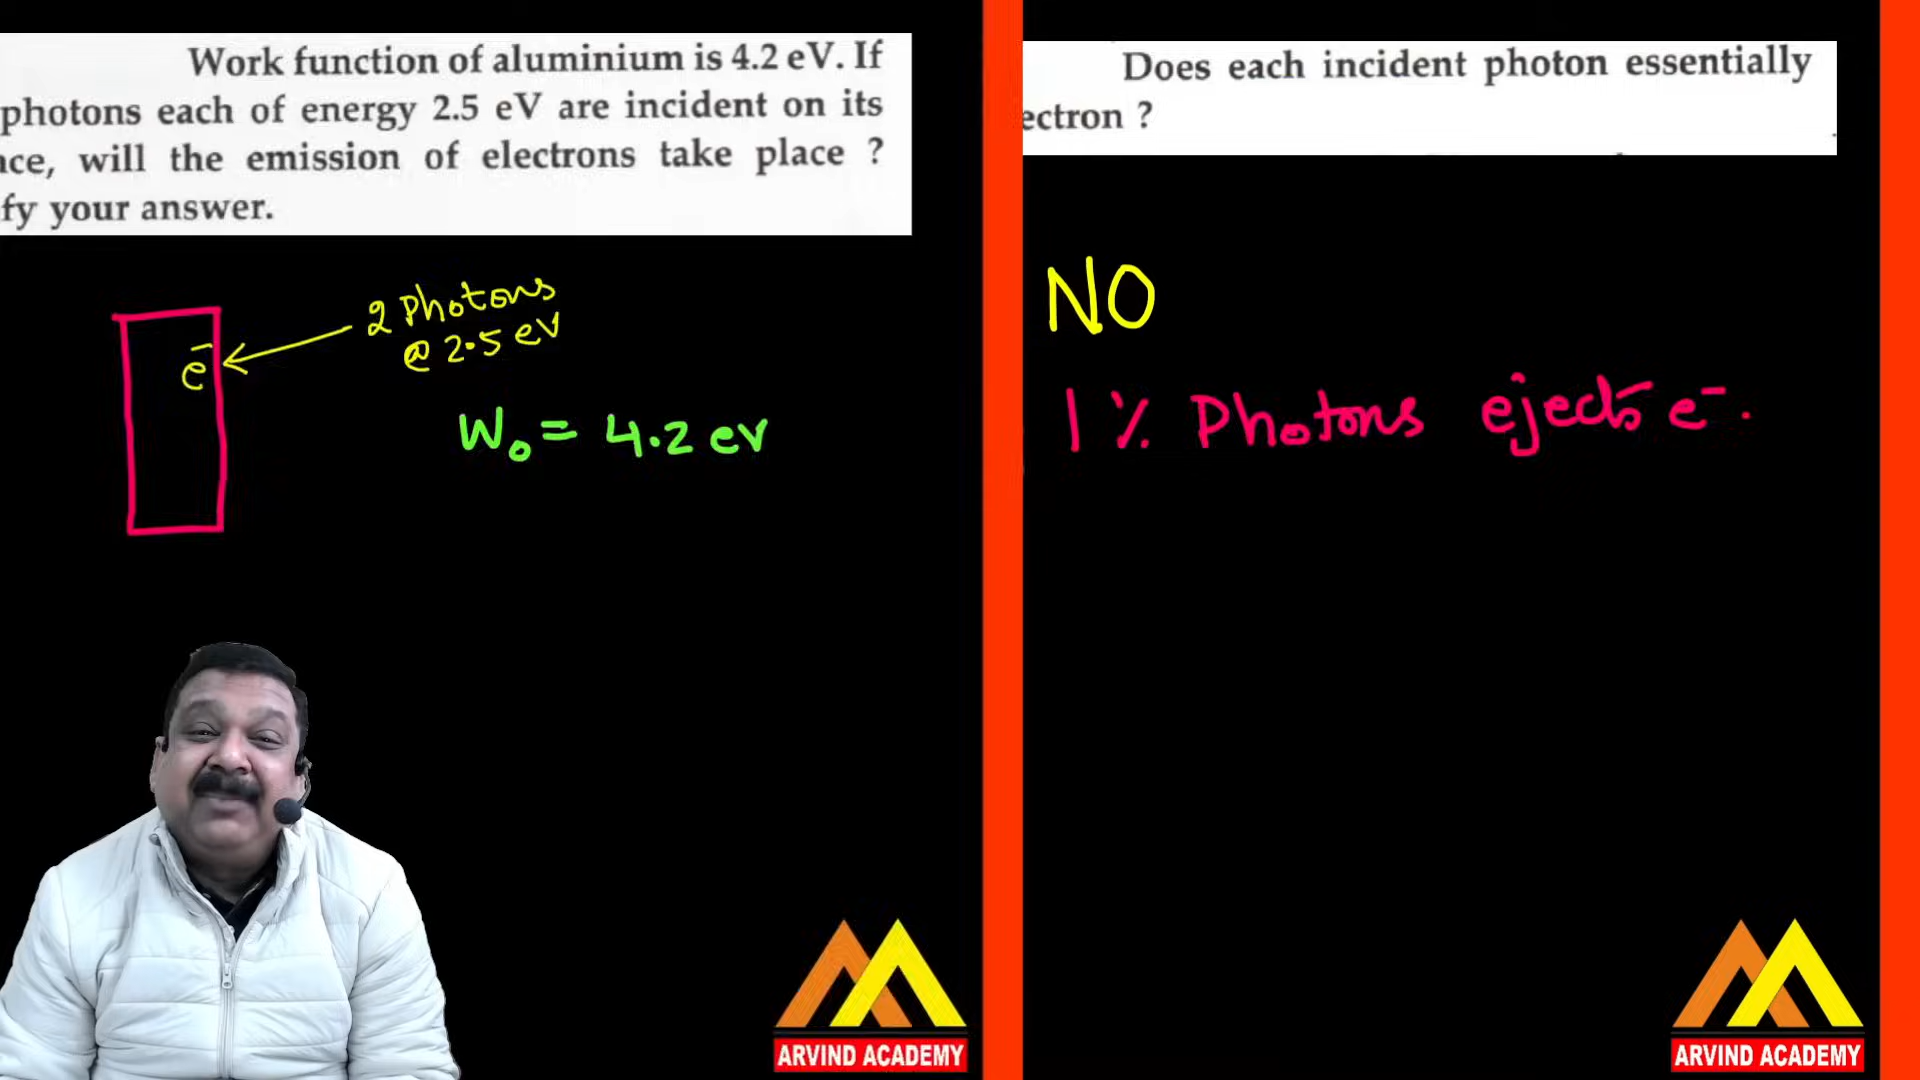 Work function of aluminium is 4.2 eV. If
photons each of energy 2.5 eV are incident on its
ace, will the emission of electrons take place ?
fy your answer.
2 Photons
@ 2.5 eV
e⁻
W₀ = 4.2 eV
ARVIND ACADEMY
Does each incident photon essentially
ectron ?
NO
1 % Photons ejects e⁻.
ARVIND ACADEMY